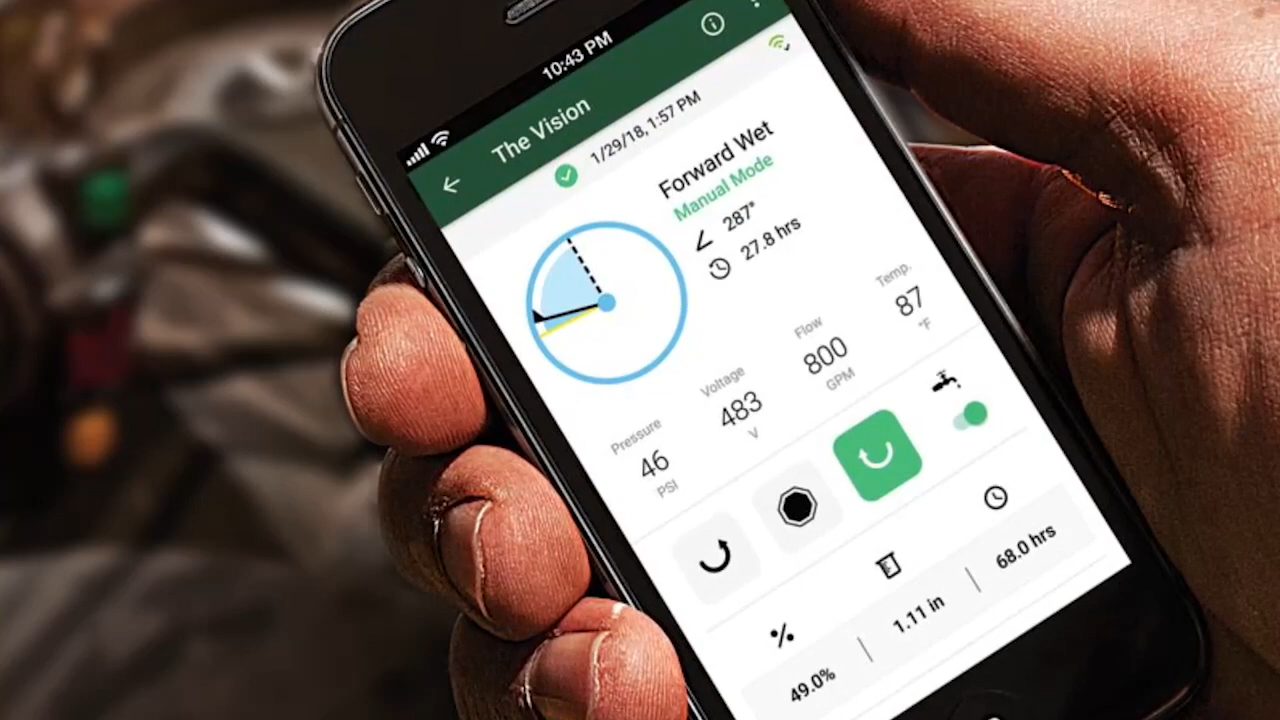 10:43 PM
The Vision
1/29/18, 1:57 PM
Forward Wet
Manual Mode
287°
27.8 hrs
Pressure
46
PSI
Voltage
483
V
Flow
800
GPM
Temp.
87
°F
%
49.0% | 1.11 in | 68.0 hrs